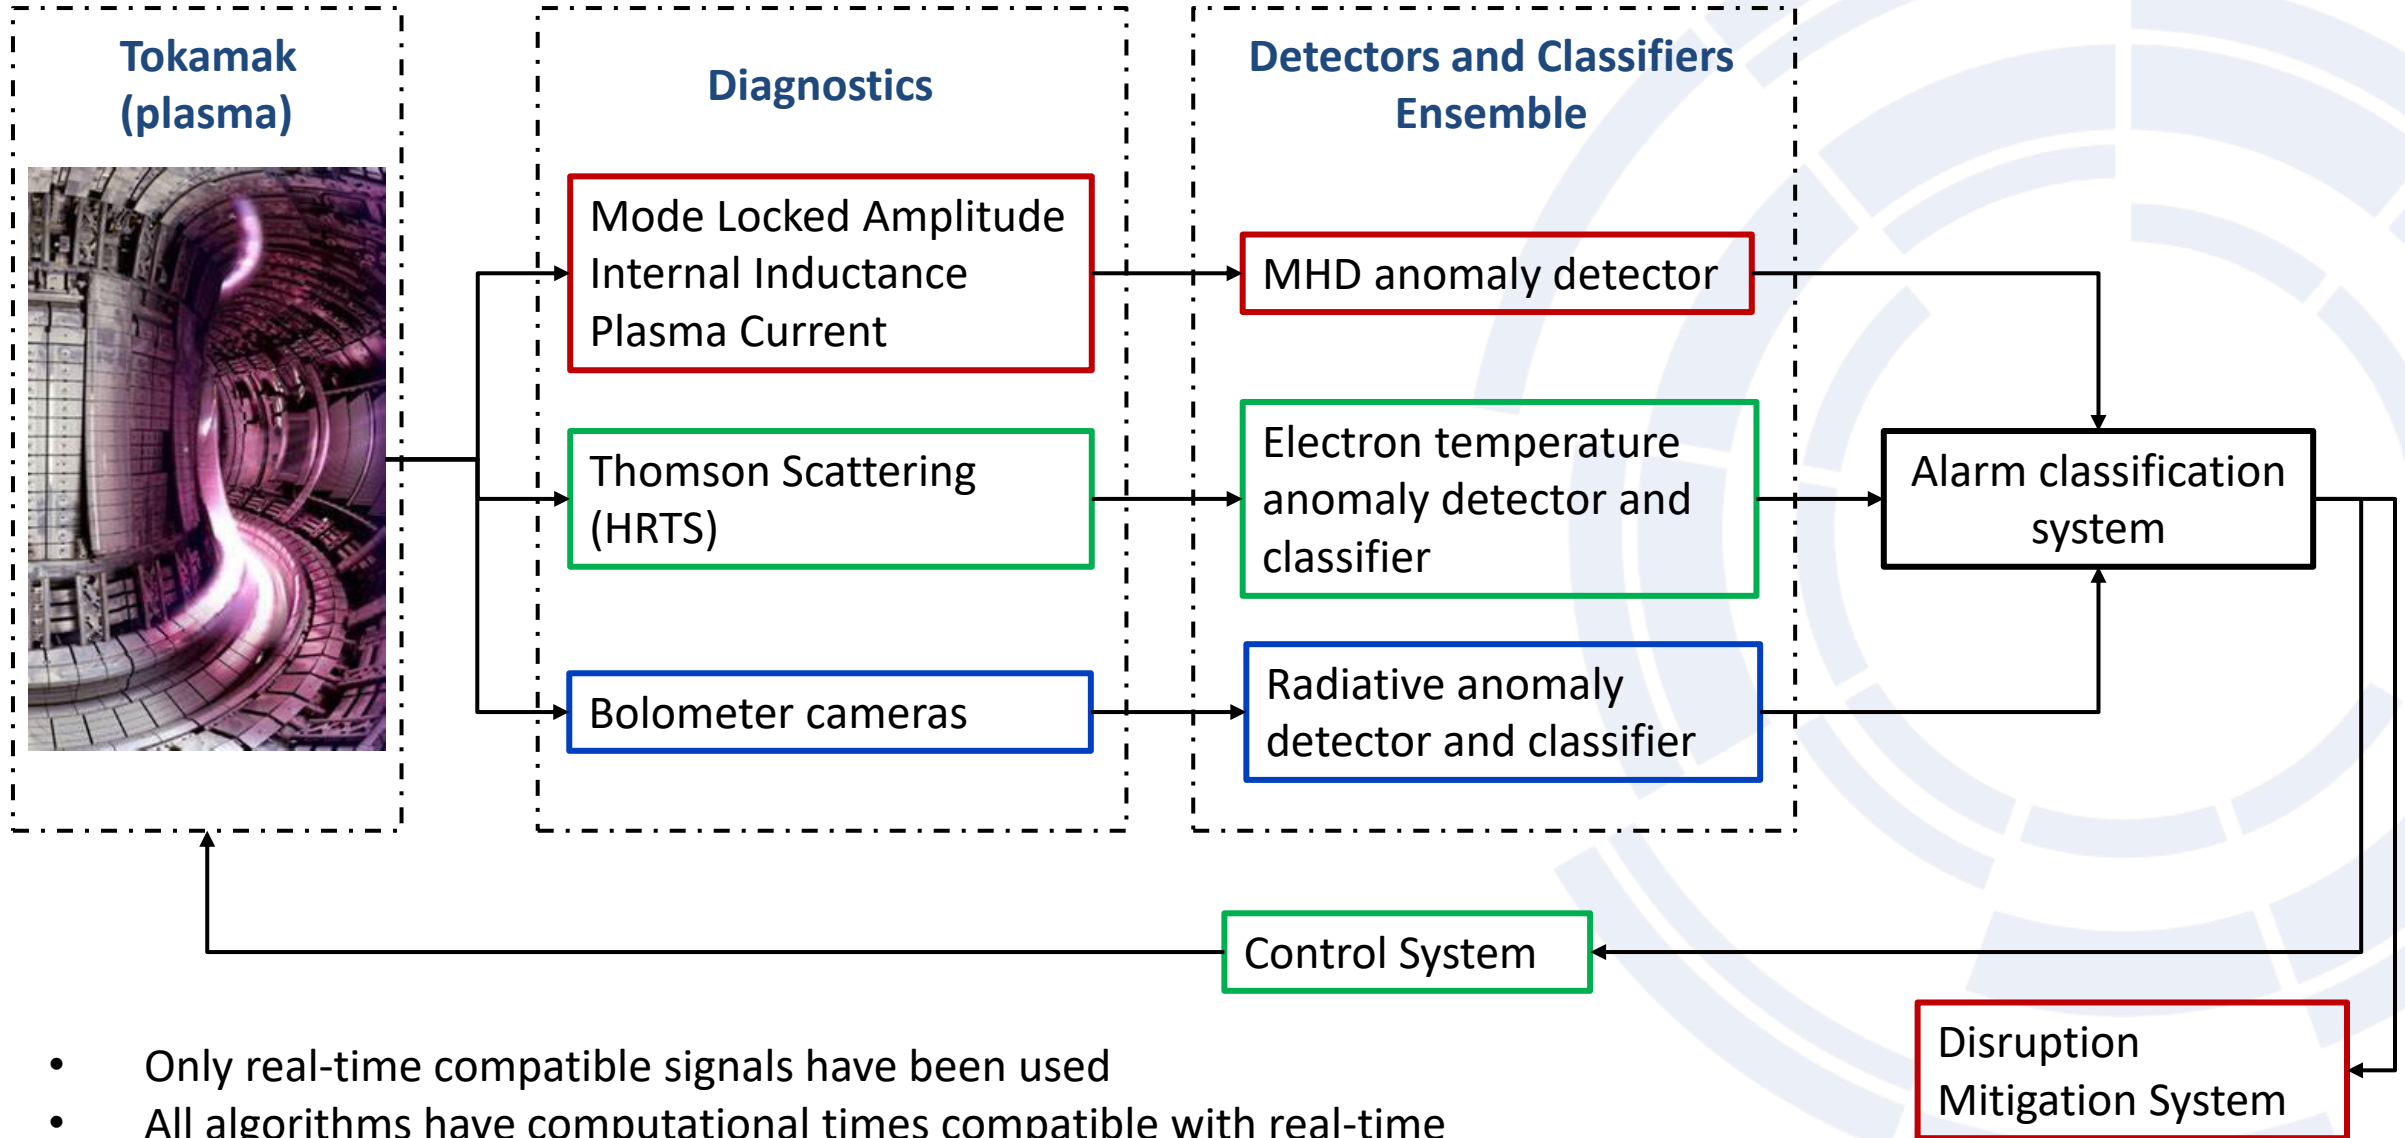 Tokamak
(plasma)
Diagnostics
Detectors and Classifiers
Ensemble
Mode Locked Amplitude
Internal Inductance
Plasma Current
MHD anomaly detector
Thomson Scattering
(HRTS)
Electron temperature
anomaly detector and
classifier
Alarm classification
system
Bolometer cameras
Radiative anomaly
detector and classifier
Control System
Disruption
Mitigation System
• Only real-time compatible signals have been used
• All algorithms have computational times compatible with real-time